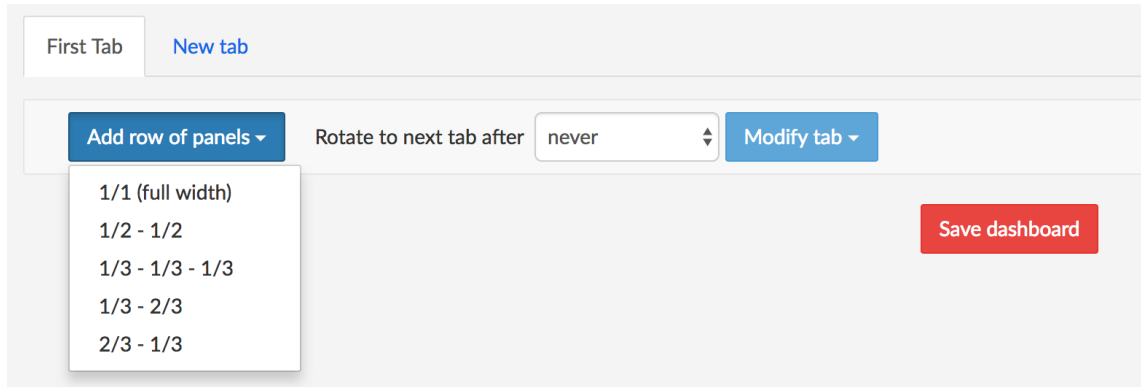 First Tab New tab
Add row of panels Rotate to next tab after never Modify tab
1/1 (full width)
1/2 - 1/2
1/3 - 1/3 - 1/3
1/3 - 2/3
2/3 - 1/3
Save dashboard